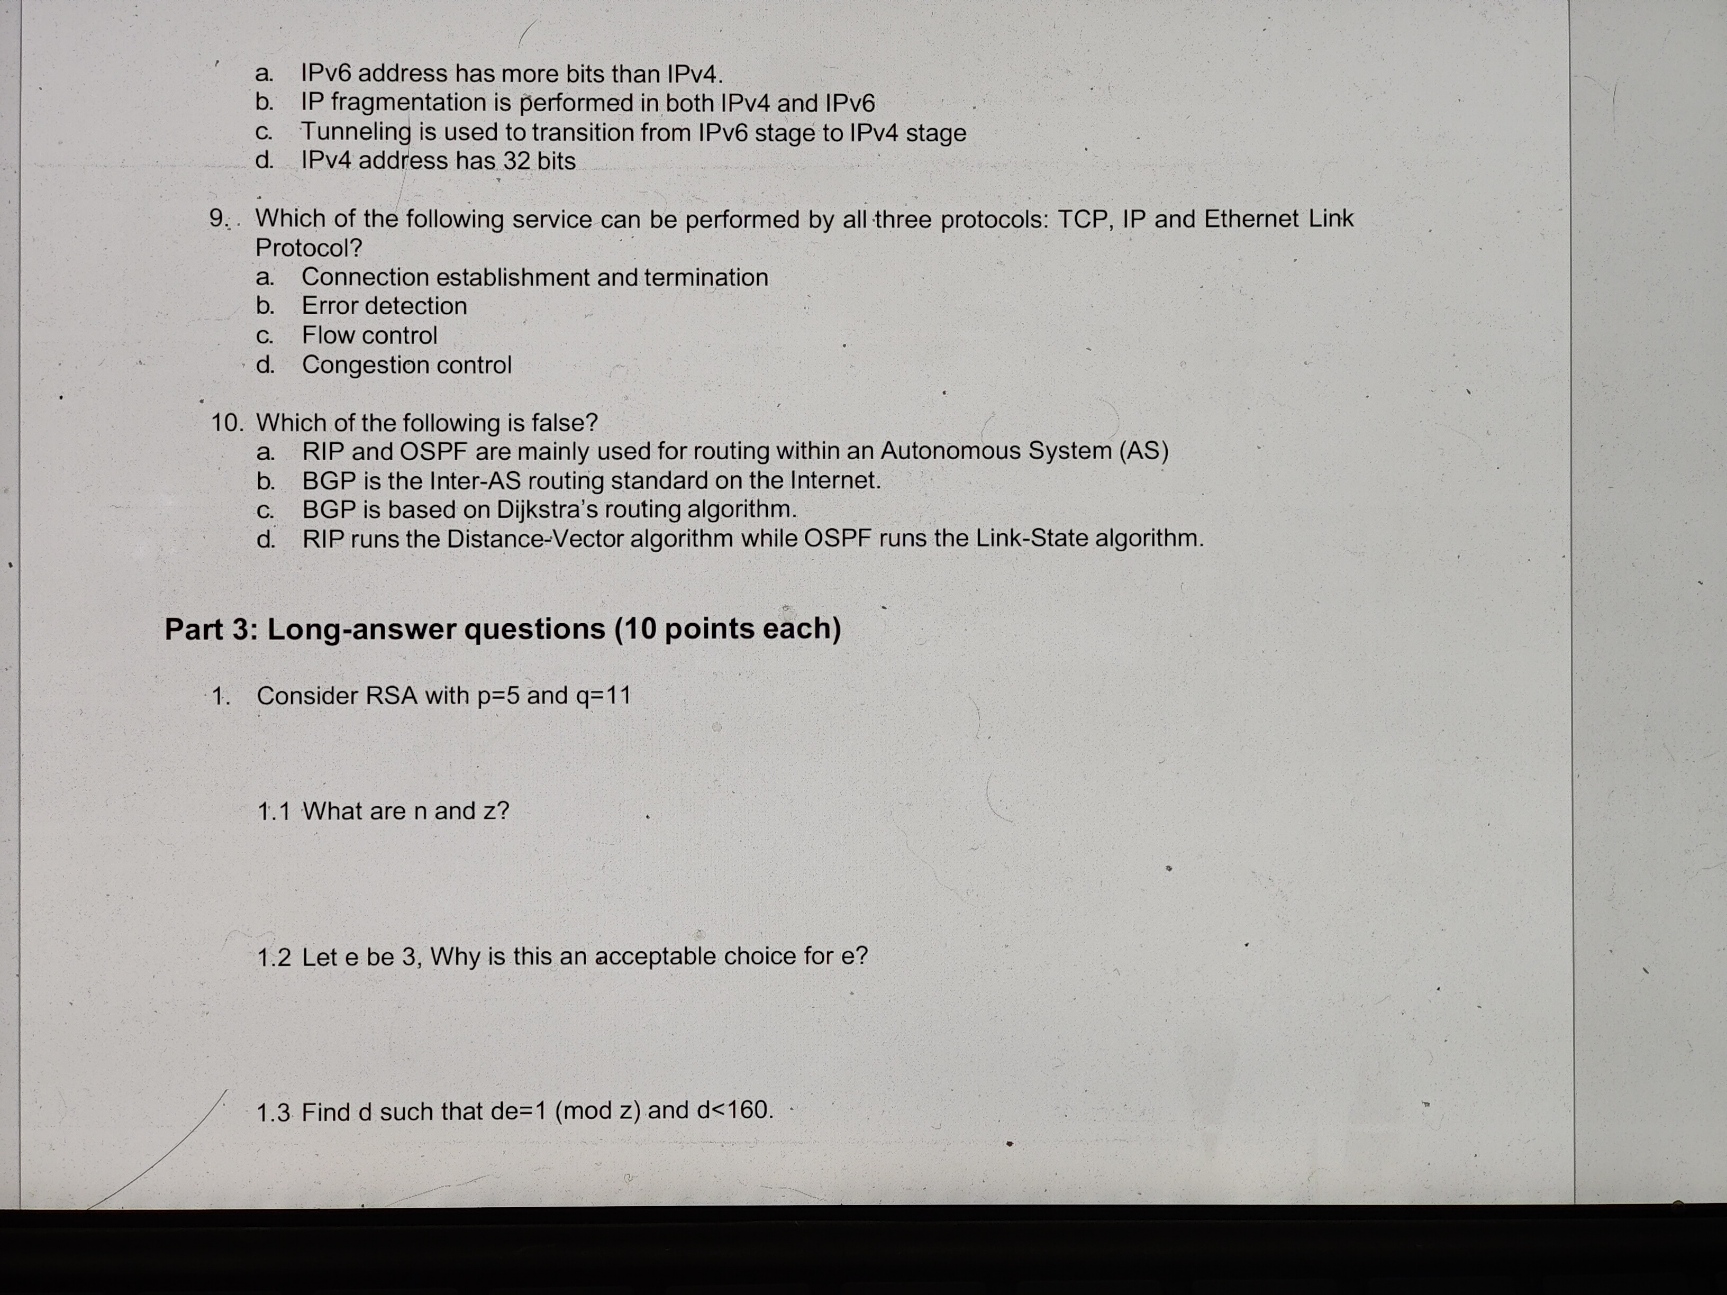 a. IPv6 address has more bits than IPv4.
b. IP fragmentation is performed in both IPv4 and IPv6
c. Tunneling is used to transition from IPv6 stage to IPv4 stage
d. IPv4 address has 32 bits
9. Which of the following service can be performed by all three protocols: TCP, IP and Ethernet Link
Protocol?
a. Connection establishment and termination
b. Error detection
c. Flow control
d. Congestion control
10. Which of the following is false?
a. RIP and OSPF are mainly used for routing within an Autonomous System (AS)
b. BGP is the Inter-AS routing standard on the Internet.
c. BGP is based on Dijkstra's routing algorithm.
d. RIP runs the Distance-Vector algorithm while OSPF runs the Link-State algorithm.
Part 3: Long-answer questions (10 points each)
1. Consider RSA with p=5 and q=11
1.1 What are n and z?
1.2 Let e be 3, Why is this an acceptable choice for e?
1.3 Find d such that de=1 (mod z) and d<160.